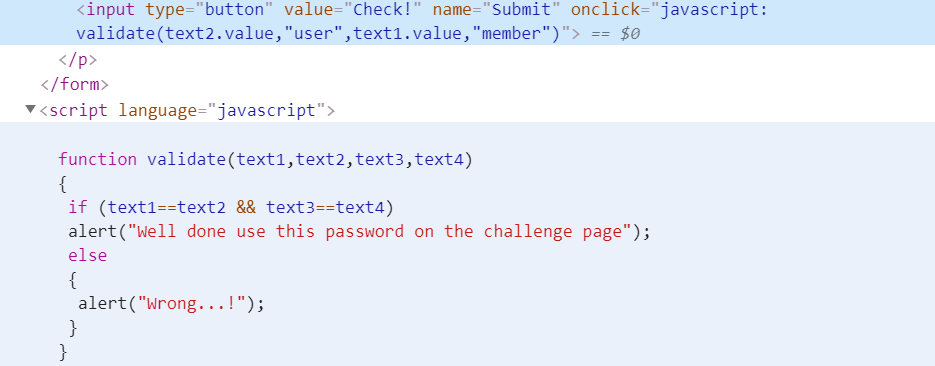 <input type="button" value="Check!" name="Submit" onclick="javascript:
validate(text2.value,"user",text1.value,"member")"> == $0
</p>
</form>
▼<script language="javascript">
function validate(text1,text2,text3,text4)
{
if (text1==text2 && text3==text4)
alert("Well done use this password on the challenge page");
else
{
alert("Wrong...!");
}
}